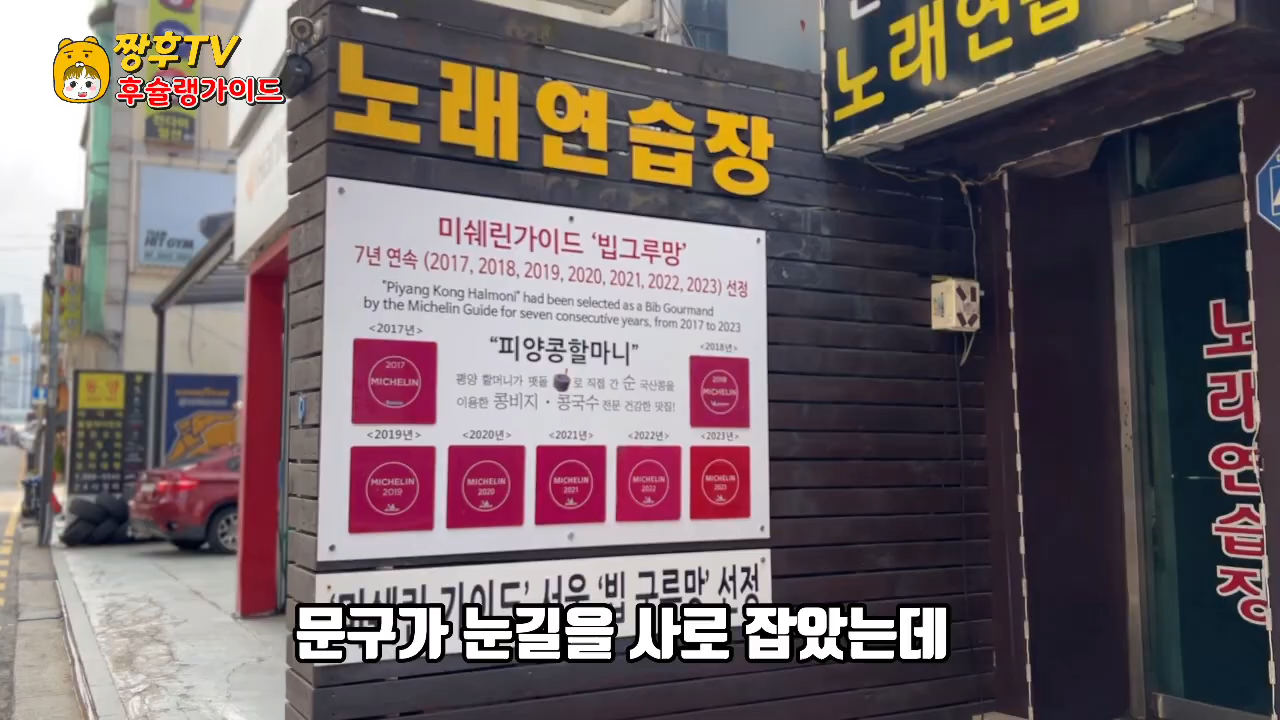 짱후TV
후슐랭가이드
노래연습장
노래연습
미쉐린가이드 ‘빕그루망’
7년 연속 (2017, 2018, 2019, 2020, 2021, 2022, 2023) 선정
"Piyang Kong Halmoni" had been selected as a Bib Gourmand
by the Michelin Guide for seven consecutive years, from 2017 to 2023
<2017년>
<2018년>
“피양콩할마니”
2017
MICHELIN
2018
MICHELIN
평양 할머니가 맷돌로 직접 간 순 국산콩을
이용한 콩비지 · 콩국수 전문 건강한 맛집!
<2019년>
<2020년>
<2021년>
<2022년>
<2023년>
MICHELIN
2019
MICHELIN
2020
MICHELIN
2021
MICHELIN
2022
MICHELIN
2023
‘미쉐린 가이드’ 서울 ‘빕 구루망’ 선정
문구가 눈길을 사로 잡았는데
노래연습장
HIT GYM